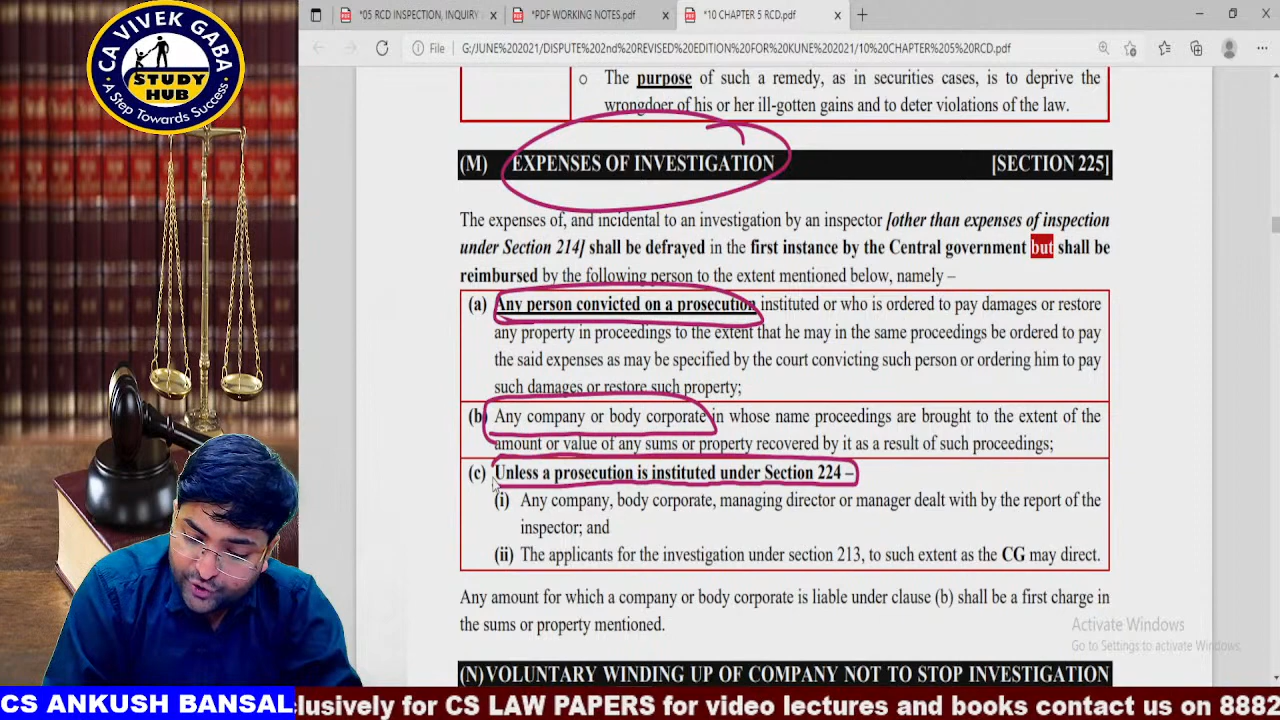 CA VIVEK GABA
STUDY
HUB
A Step Towards Success
*05 RCD INSPECTION, INQUIRY
*PDF WORKING NOTES.pdf
*10 CHAPTER 5 RCD.pdf
File
G:/JUNE%202021/DISPUTE%202nd%20REVISED%20EDITION%20FOR%20JUNE%20
The purpose of such a remedy, as in securities cases, is to deprive the
wrongdoer of his or her ill-gotten gains and to deter violations of the law.
(M) EXPENSES OF INVESTIGATION [SECTION 225]
The expenses of, and incidental to an investigation by an inspector [other than expenses of inspection
under Section 214] shall be defrayed in the first instance by the Central government but shall be
reimbursed by the following person to the extent mentioned below, namely –
(a) Any person convicted on a prosecution instituted or who is ordered to pay damages or restore
any property in proceedings to the extent that he may in the same proceedings be ordered to pay
the said expenses as may be specified by the court convicting such person or ordering him to pay
such damages or restore such property;
(b) Any company or body corporate in whose name proceedings are brought to the extent of the
amount or value of any sums or property recovered by it as a result of such proceedings;
(c) Unless a prosecution is instituted under Section 224 –
(i) Any company, body corporate, managing director or manager dealt with by the report of the
inspector; and
(ii) The applicants for the investigation under section 213, to such extent as the CG may direct.
Any amount for which a company or body corporate is liable under clause (b) shall be a first charge in
the sums or property mentioned.
Activate Windows
Go to Settings to activate Windows.
(N)VOLUNTARY WINDING UP OF COMPANY NOT TO STOP INVESTIGATION
CS ANKUSH BANSAL
lusively for CS LAW PAPERS for video lectures and books contact us on 8882